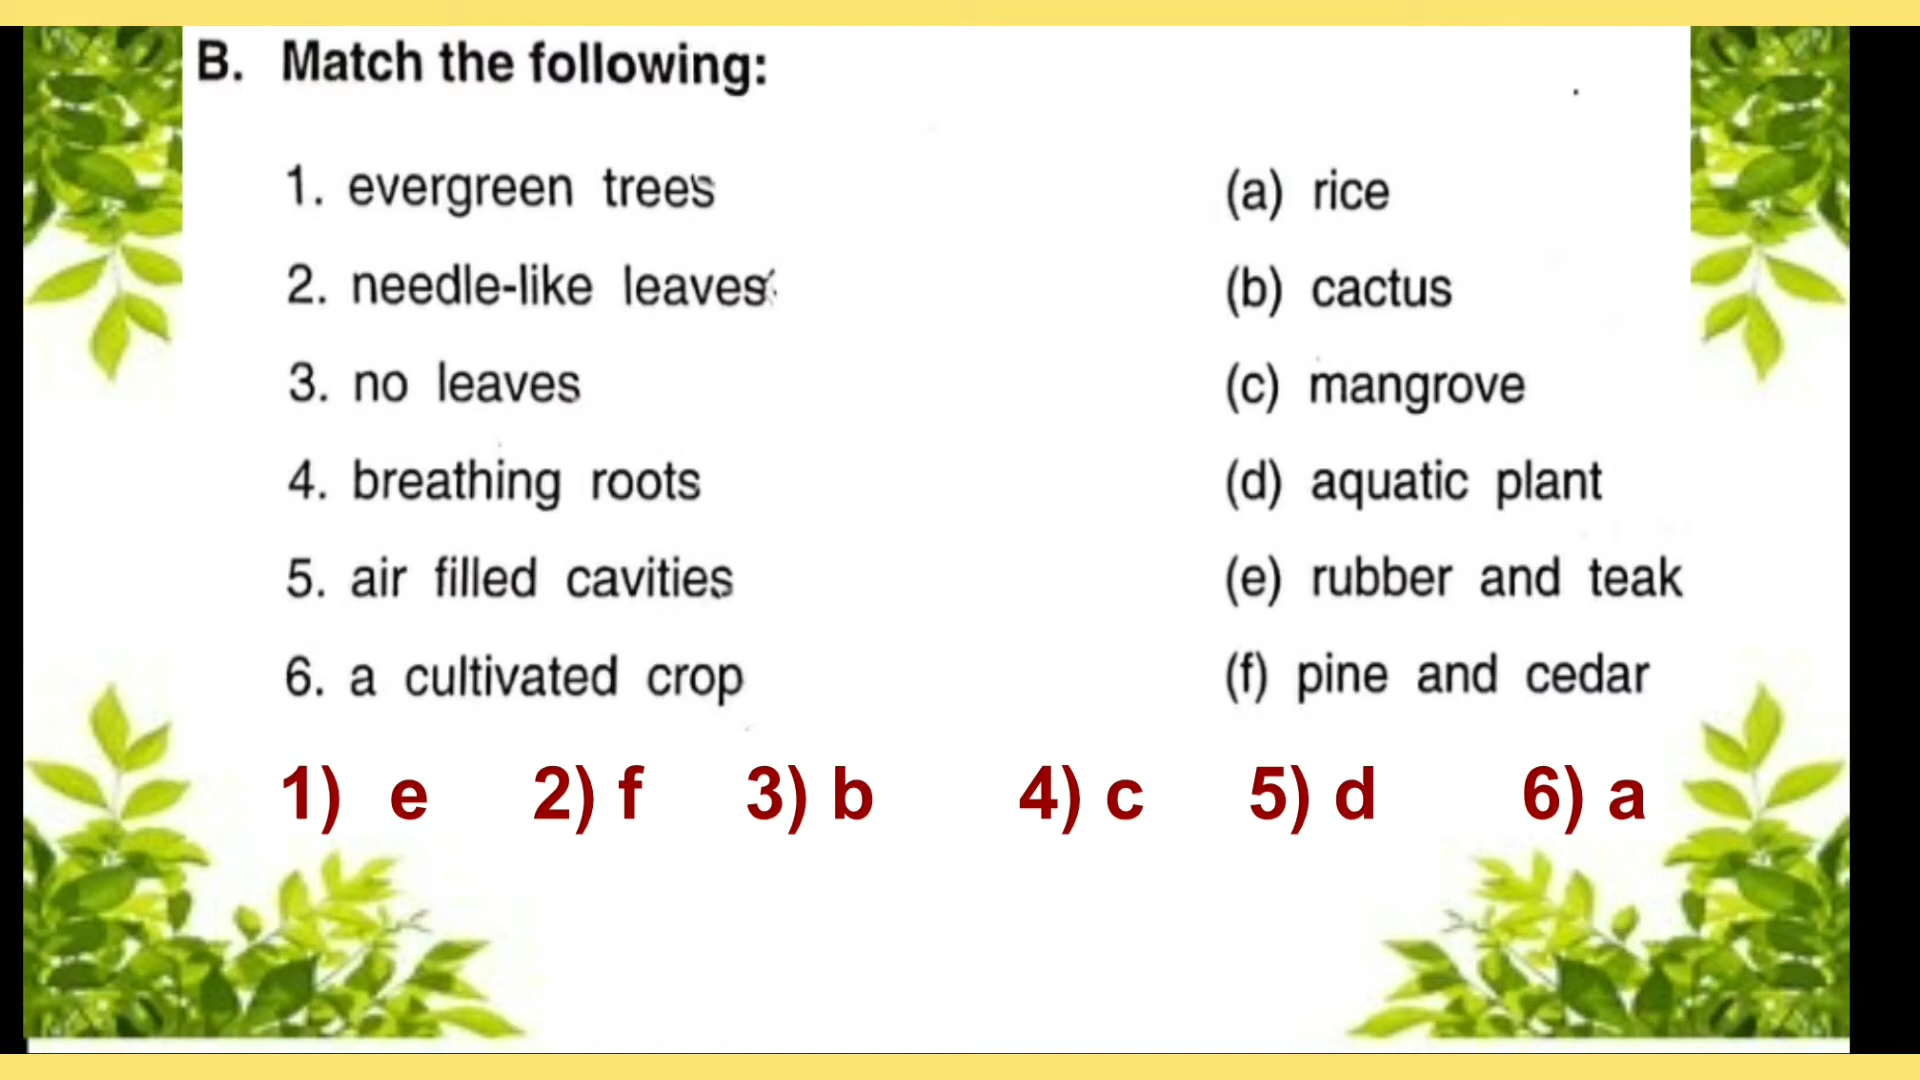 B. Match the following:
1. evergreen trees (a) rice
2. needle-like leaves (b) cactus
3. no leaves (c) mangrove
4. breathing roots (d) aquatic plant
5. air filled cavities (e) rubber and teak
6. a cultivated crop (f) pine and cedar
1) e 2) f 3) b 4) c 5) d 6) a